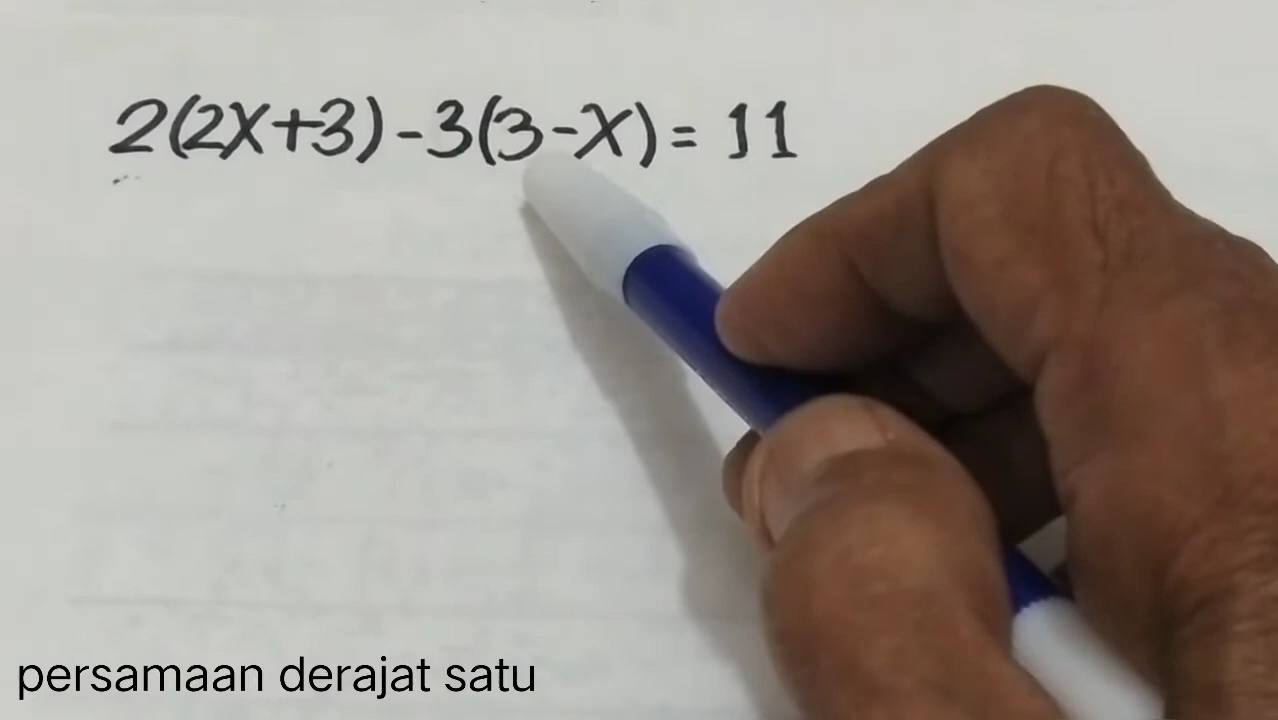 2(2X+3)-3(3-X)= 11
persamaan derajat satu